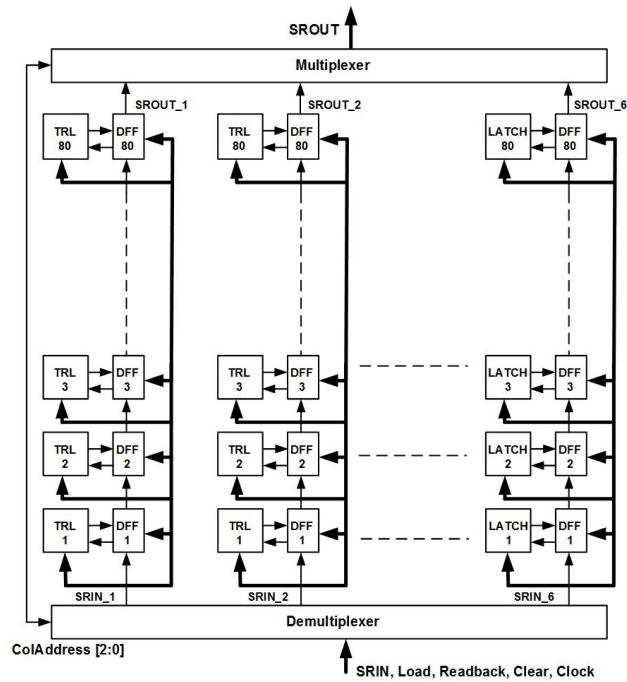 SROUT
Multiplexer
SROUT_1 SROUT_2 SROUT_6
TRL DFF TRL DFF LATCH DFF
80 80 80 80 80 80
TRL DFF TRL DFF LATCH DFF
3 3 3 3 3 3
TRL DFF TRL DFF LATCH DFF
2 2 2 2 2 2
TRL DFF TRL DFF LATCH DFF
1 1 1 1 1 1
SRIN_1 SRIN_2 SRIN_6
Demultiplexer
ColAddress [2:0]
SRIN, Load, Readback, Clear, Clock